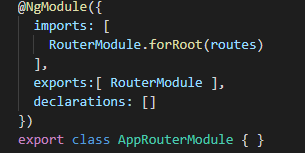 @NgModule({
  imports: [
    RouterModule.forRoot(routes)
  ],
  exports:[ RouterModule ],
  declarations: []
})
export class AppRouterModule { }